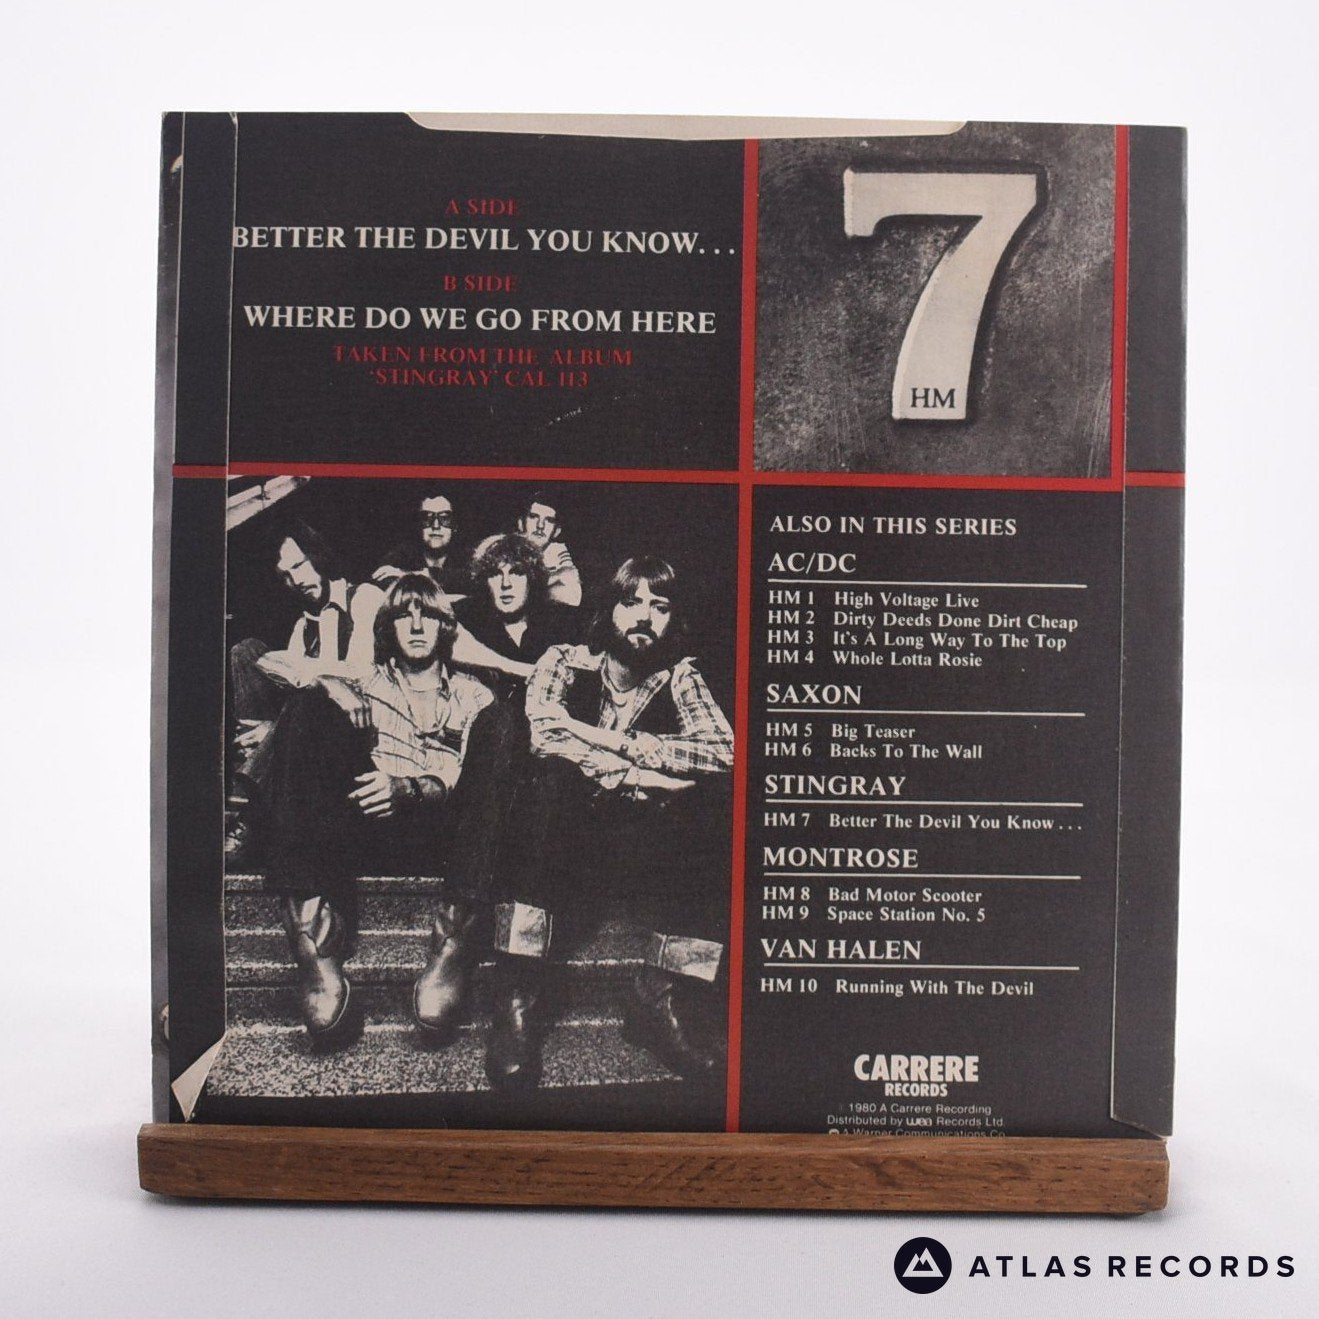 A SIDE
BETTER THE DEVIL YOU KNOW...
B SIDE
WHERE DO WE GO FROM HERE
TAKEN FROM THE ALBUM
'STINGRAY' CAL 113
7
HM
ALSO IN THIS SERIES
AC/DC
HM 1 High Voltage Live
HM 2 Dirty Deeds Done Dirt Cheap
HM 3 It's A Long Way To The Top
HM 4 Whole Lotta Rosie
SAXON
HM 5 Big Teaser
HM 6 Backs To The Wall
STINGRAY
HM 7 Better The Devil You Know...
MONTROSE
HM 8 Bad Motor Scooter
HM 9 Space Station No. 5
VAN HALEN
HM 10 Running With The Devil
CARRERE
RECORDS
1980 A Carrere Recording
Distributed by wea Records Ltd.
A Warner Communications Co.
ATLAS RECORDS